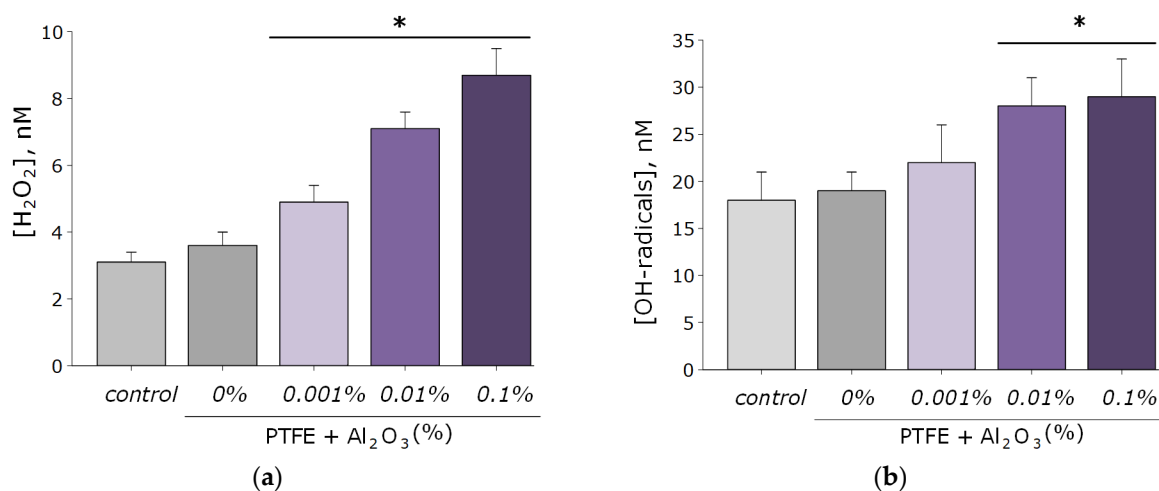 *
10
8
6
4
2
0
[H₂O₂], nM
control 0% 0.001% 0.01% 0.1%
PTFE + Al₂O₃(%)
(a)
*
35
30
25
20
15
10
5
0
[OH-radicals], nM
control 0% 0.001% 0.01% 0.1%
PTFE + Al₂O₃(%)
(b)